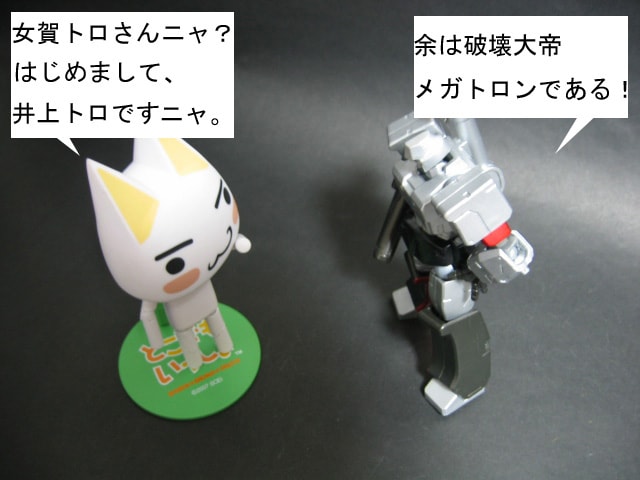 女賀トロさんニャ？
はじめまして、
井上トロですニャ。
余は破壊大帝
メガトロンである！